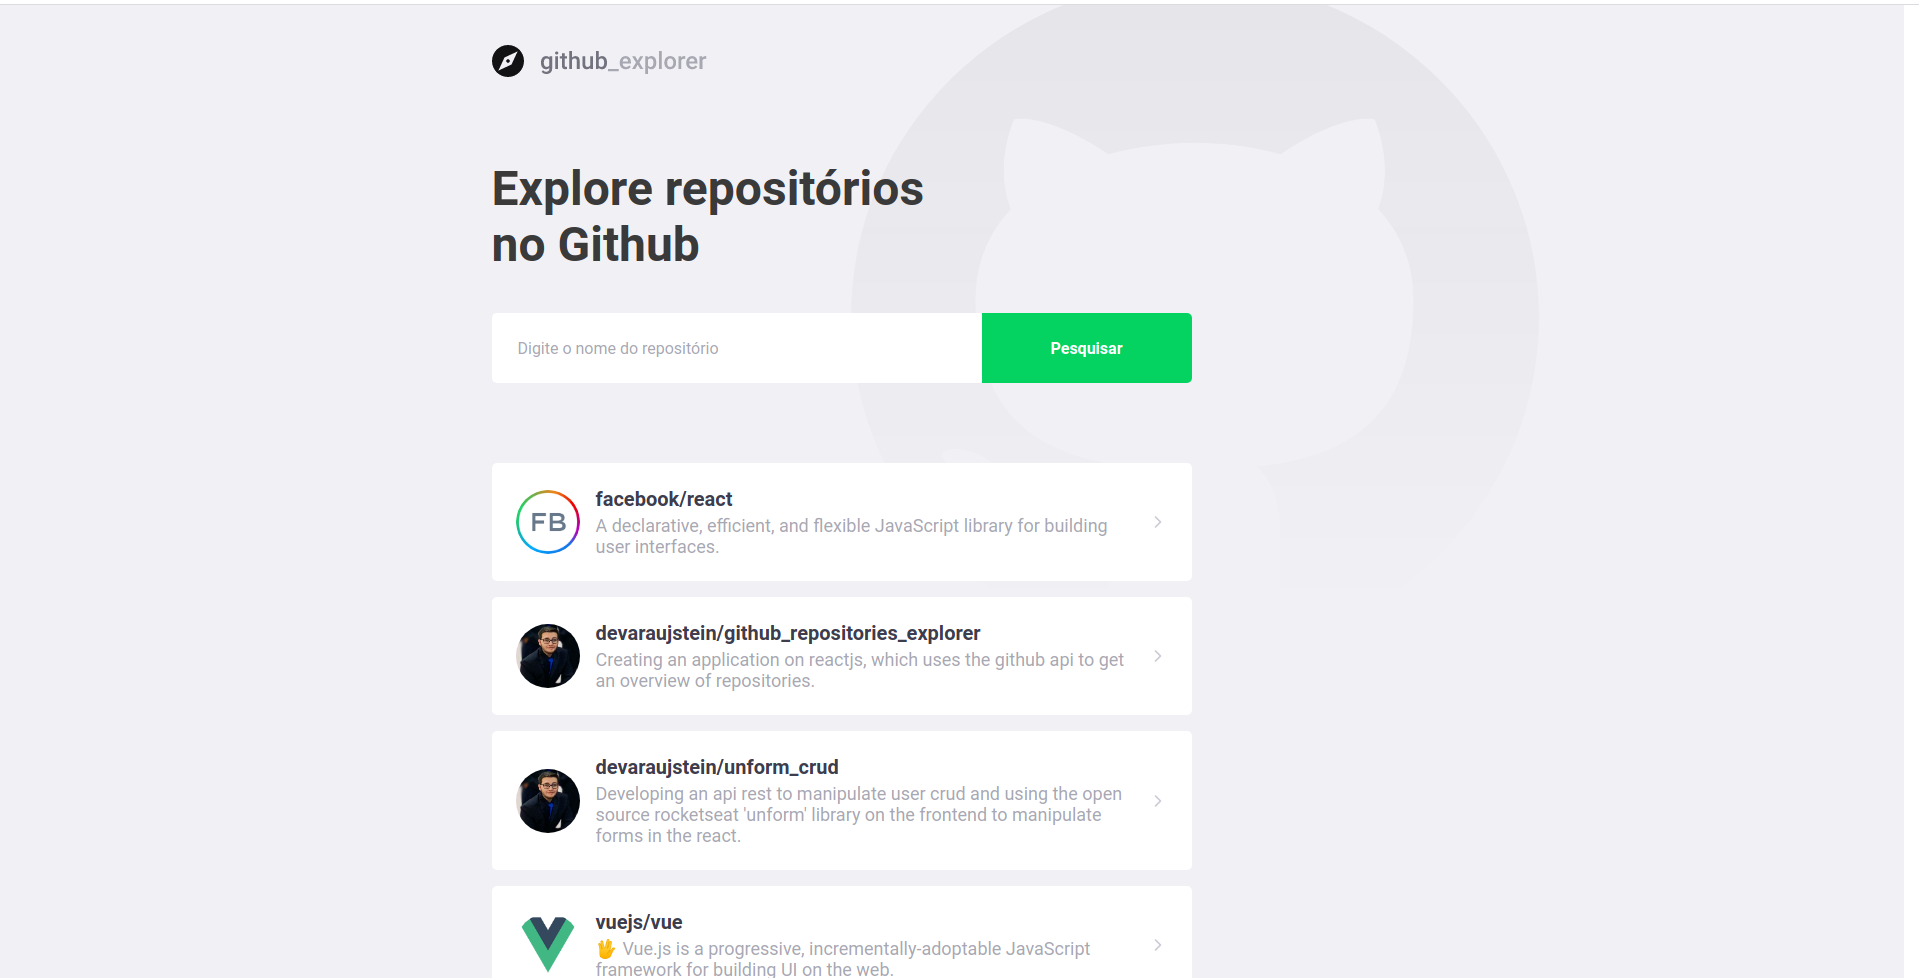 github_explorer
Explore repositórios
no Github
Digite o nome do repositório
Pesquisar
FB
facebook/react
A declarative, efficient, and flexible JavaScript library for building
user interfaces.
devaraujstein/github_repositories_explorer
Creating an application on reactjs, which uses the github api to get
an overview of repositories.
devaraujstein/unform_crud
Developing an api rest to manipulate user crud and using the open
source rocketseat 'unform' library on the frontend to manipulate
forms in the react.
vuejs/vue
🖖 Vue.js is a progressive, incrementally-adoptable JavaScript
framework for building UI on the web.